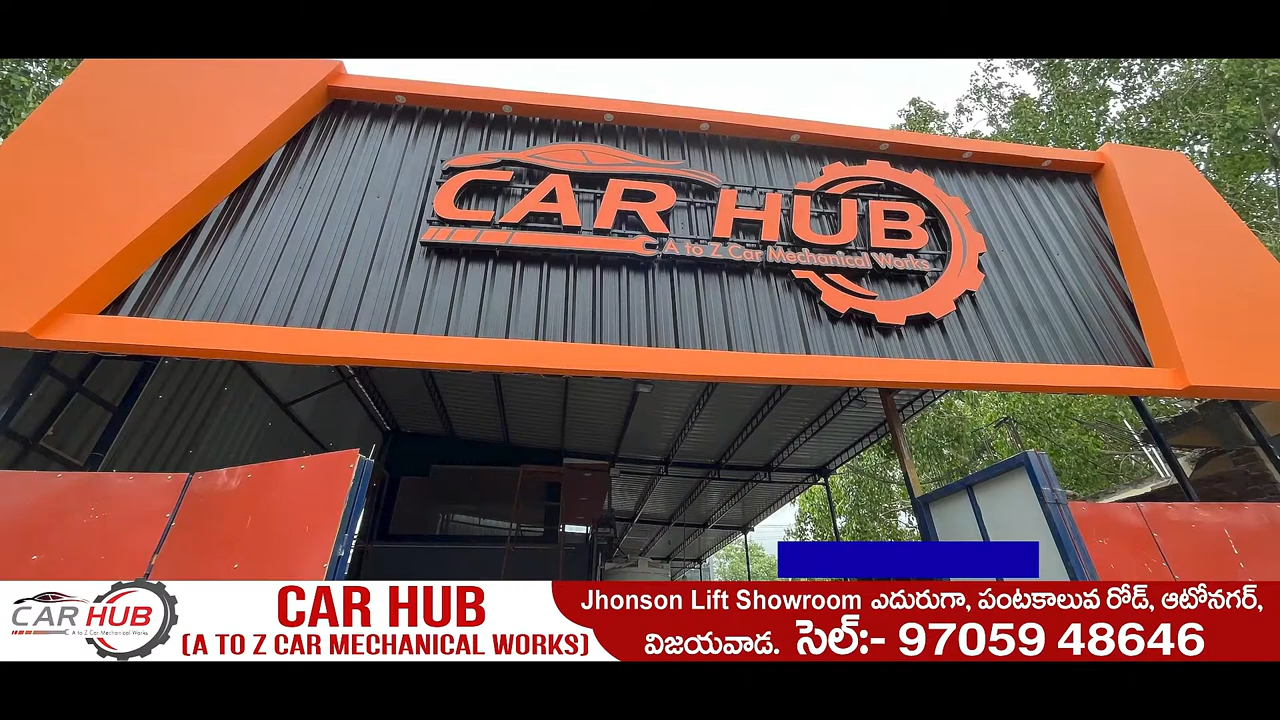 CAR HUB
A to Z Car Mechanical Works
CAR HUB
A to Z Car Mechanical Works
CAR HUB
(A TO Z CAR MECHANICAL WORKS)
Jhonson Lift Showroom ఎదురుగా, పంటకాలువ రోడ్, ఆటోనగర్,
విజయవాడ. సెల్:- 97059 48646